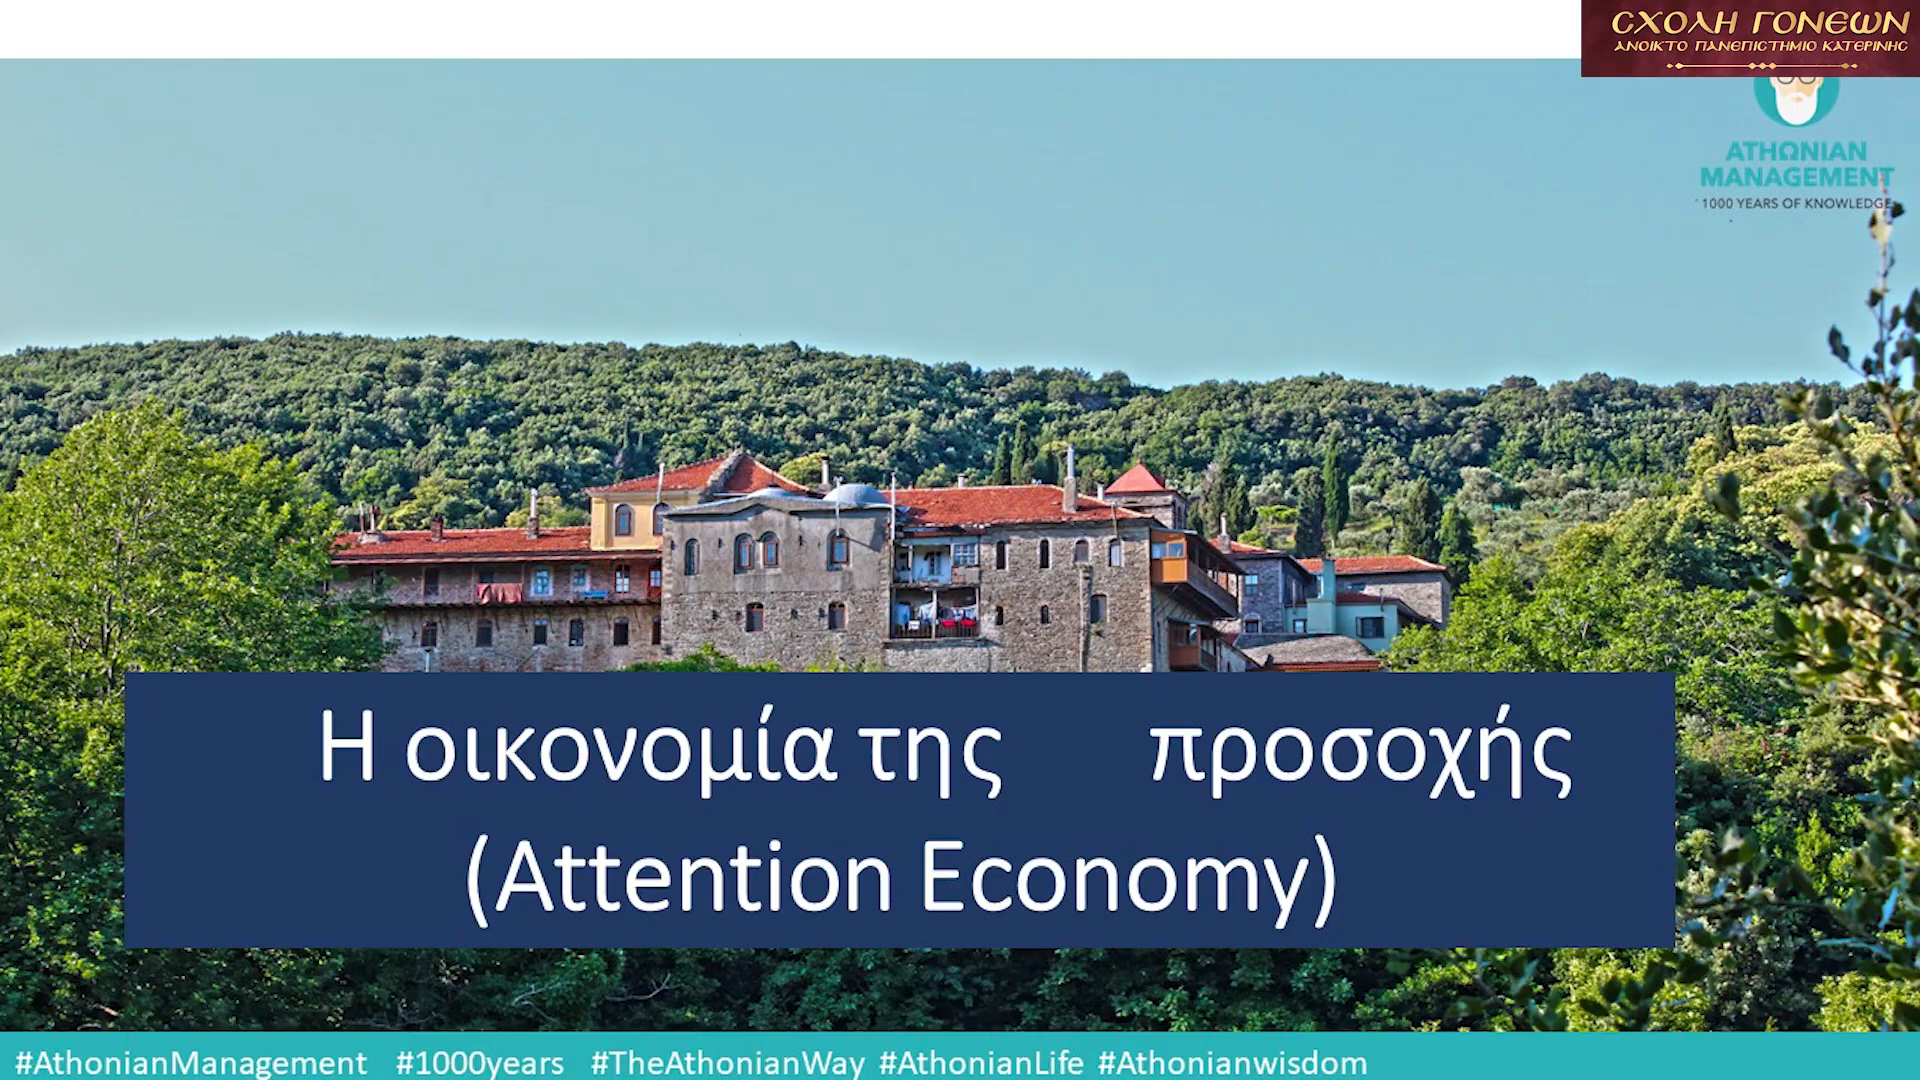 ΣΧΟΛΗ ΓΟΝΕΩΝ
ΑΝΟΙΚΤΟ ΠΑΝΕΠΙΣΤΗΜΙΟ ΚΑΤΕΡΙΝΗΣ
ATHΩNIAN
MANAGEMENT
1000 YEARS OF KNOWLEDGE
Η οικονομία της προσοχής
(Attention Economy)
#AthonianManagement #1000years #TheAthonianWay #AthonianLife #Athonianwisdom